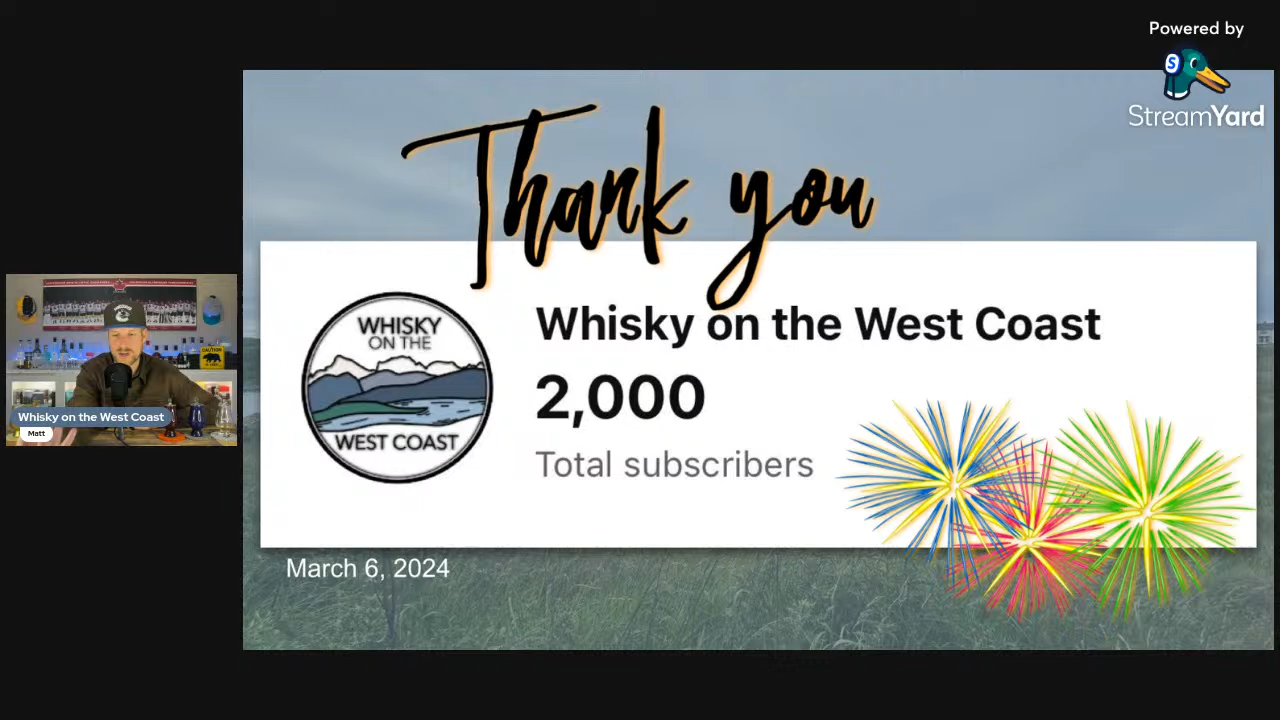 Powered by
StreamYard
Thank you
WHISKY
ON THE
WEST COAST
Whisky on the West Coast
2,000
Total subscribers
March 6, 2024
CAUTION
Whisky on the West Coast
Matt